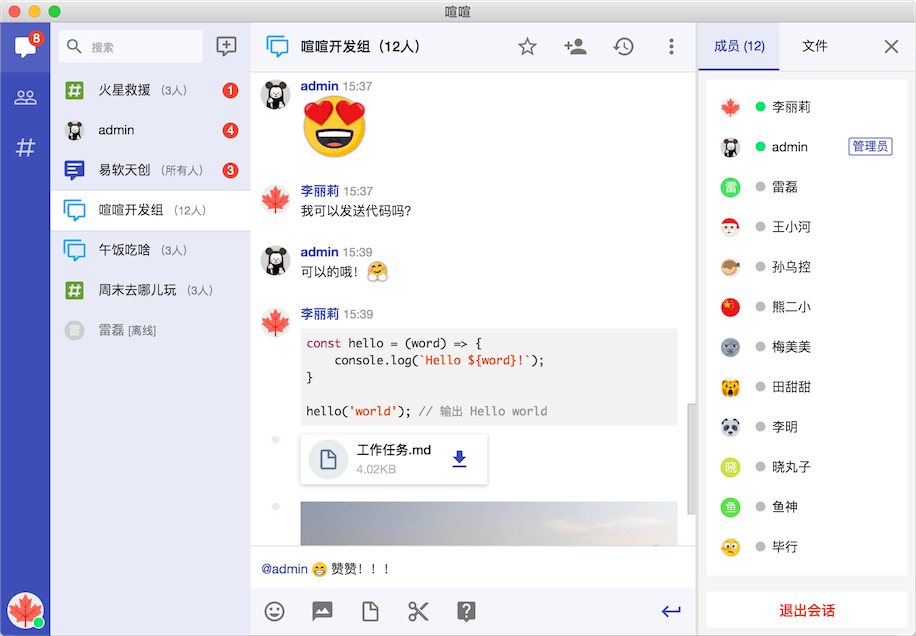 喧喧
8
搜索
火星救援 (3人) 1
admin 4
易软天创 (所有人) 3
喧喧开发组 (12人)
午饭吃啥 (3人)
周末去哪儿玩 (3人)
雷 雷磊 [离线]
喧喧开发组（12人）
admin 15:37
李丽莉 15:37
我可以发送代码吗?
admin 15:39
可以的哦!
李丽莉 15:39
const hello = (word) => {
    console.log(`Hello ${word}!`);
}
hello('world'); // 输出 Hello world
工作任务.md
4.02KB
@admin 赞赞！！！
成员 (12) 文件
李丽莉
admin 管理员
雷 雷磊
王小河
孙乌控
熊二小
梅美美
田甜甜
李明
晓 晓丸子
鱼 鱼神
毕行
退出会话